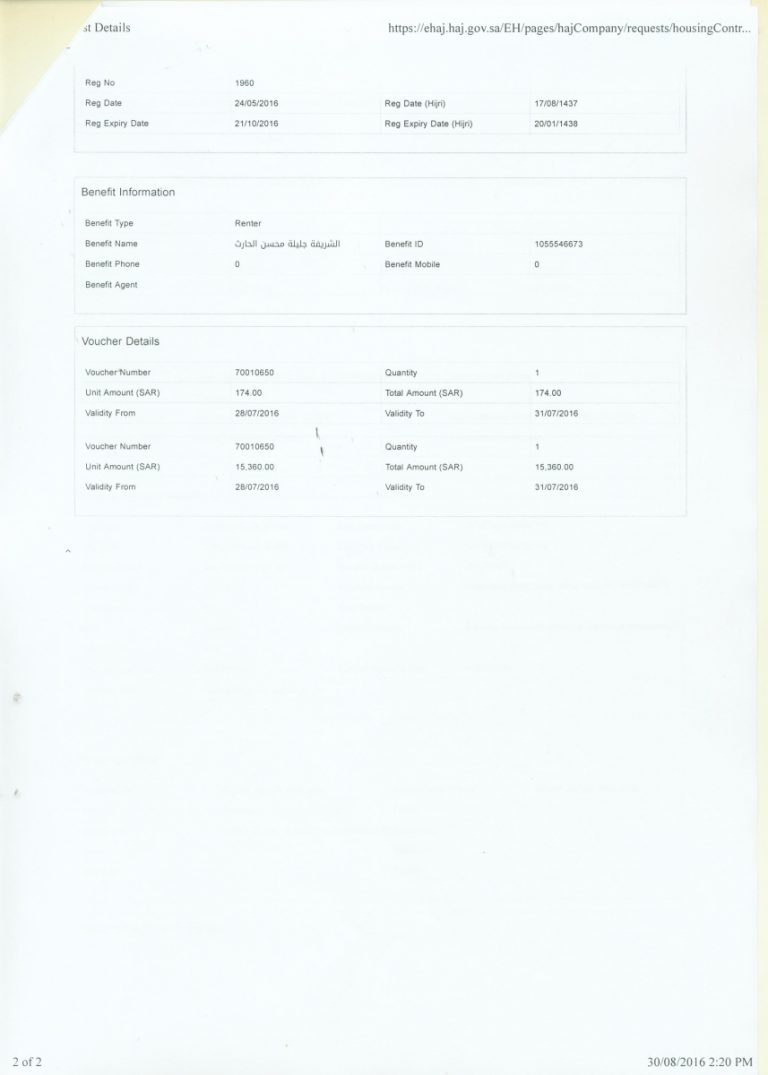 st Details https://ehaj.haj.gov.sa/EH/pages/hajCompany/requests/housingContr...
Reg No 1960
Reg Date 24/05/2016 Reg Date (Hijri) 17/08/1437
Reg Expiry Date 21/10/2016 Reg Expiry Date (Hijri) 20/01/1438
Benefit Information
Benefit Type Renter
Benefit Name الشريفة جليلة محسن الحارث Benefit ID 1055546673
Benefit Phone 0 Benefit Mobile 0
Benefit Agent
Voucher Details
Voucher Number 70010650 Quantity 1
Unit Amount (SAR) 174.00 Total Amount (SAR) 174.00
Validity From 28/07/2016 Validity To 31/07/2016
Voucher Number 70010650 Quantity 1
Unit Amount (SAR) 15,360.00 Total Amount (SAR) 15,360.00
Validity From 28/07/2016 Validity To 31/07/2016
2 of 2 30/08/2016 2:20 PM